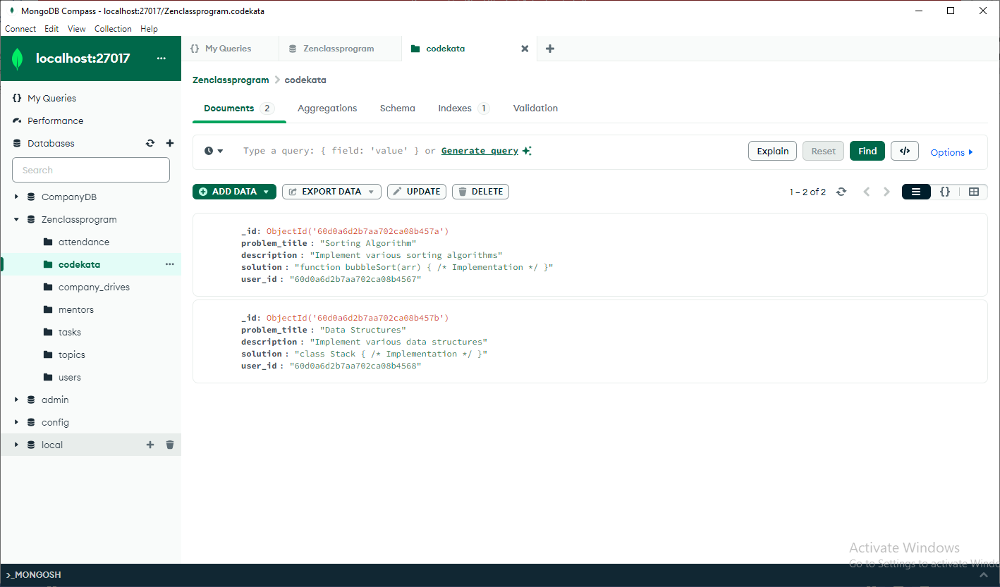 MongoDB Compass - localhost:27017/Zenclassprogram.codekata
Connect Edit View Collection Help
localhost:27017 ...
{} My Queries
Performance
Databases
Search
CompanyDB
Zenclassprogram
attendance
codekata ...
company_drives
mentors
tasks
topics
users
admin
config
local
{} My Queries Zenclassprogram codekata
Zenclassprogram > codekata
Documents 2 Aggregations Schema Indexes 1 Validation
Type a query: { field: 'value' } or Generate query Explain Reset Find </> Options
ADD DATA EXPORT DATA UPDATE DELETE 1 – 2 of 2 {}
_id: ObjectId('60d0a6d2b7aa702ca08b457a')
problem_title : "Sorting Algorithm"
description : "Implement various sorting algorithms"
solution : "function bubbleSort(arr) { /* Implementation */ }"
user_id : "60d0a6d2b7aa702ca08b4567"
_id: ObjectId('60d0a6d2b7aa702ca08b457b')
problem_title : "Data Structures"
description : "Implement various data structures"
solution : "class Stack { /* Implementation */ }"
user_id : "60d0a6d2b7aa702ca08b4568"
Activate Windows
Go to Settings to activate Windo
>_MONGOSH